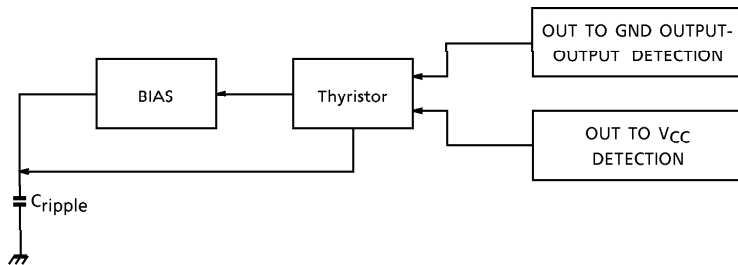 OUT TO GND OUTPUT-
OUTPUT DETECTION
BIAS
Thyristor
OUT TO VCC
DETECTION
Cripple